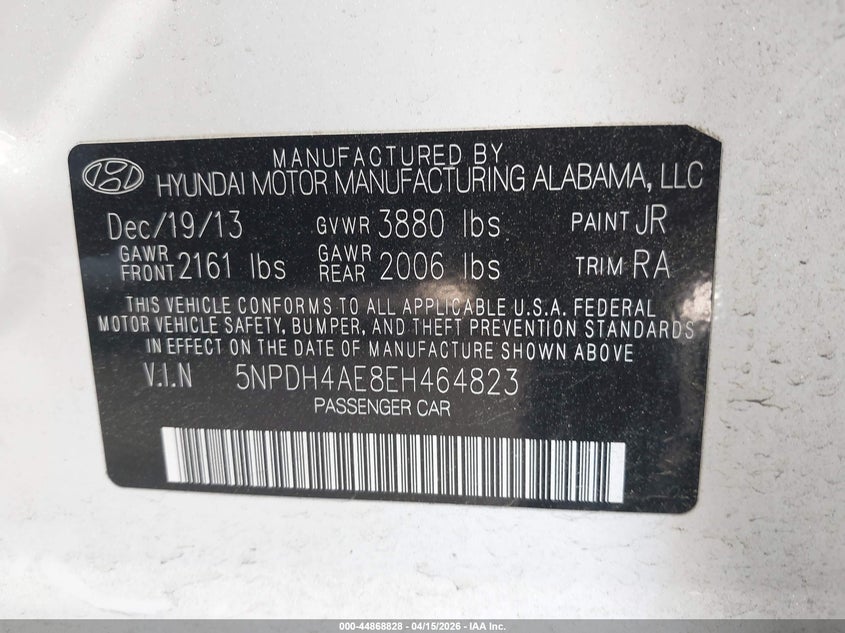 MANUFACTURED BY
HYUNDAI MOTOR MANUFACTURING ALABAMA, LLC
Dec/19/13 GVWR 3880 lbs PAINT JR
GAWR FRONT 2161 lbs GAWR REAR 2006 lbs TRIM RA
THIS VEHICLE CONFORMS TO ALL APPLICABLE U.S.A. FEDERAL
MOTOR VEHICLE SAFETY, BUMPER, AND THEFT PREVENTION STANDARDS
IN EFFECT ON THE DATE OF MANUFACTURE SHOWN ABOVE
V.I.N 5NPDH4AE8EH464823
PASSENGER CAR
000-44868828 - 04/15/2026 - IAA Inc.